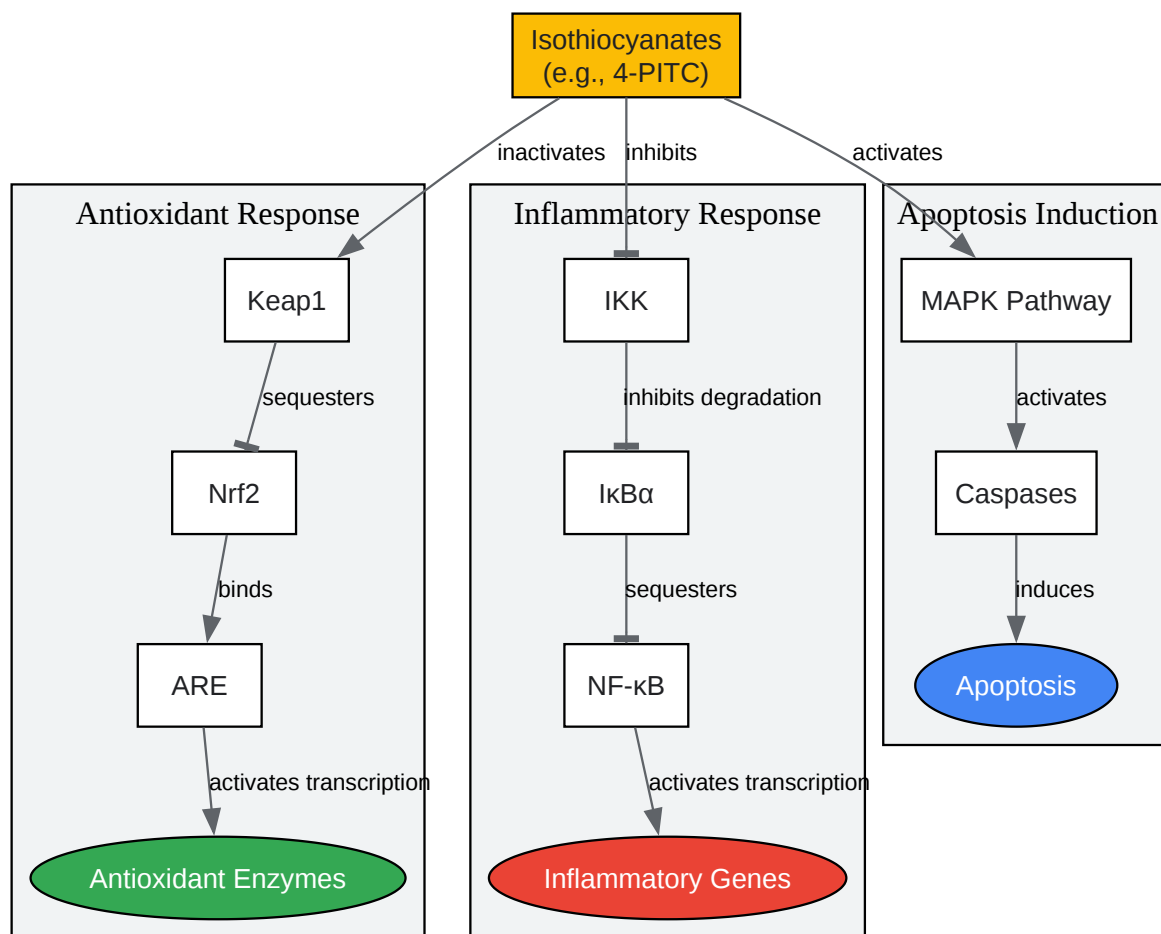 Isothiocyanates
(e.g., 4-PITC)
inactivates
inhibits
activates
Antioxidant Response
Inflammatory Response
Apoptosis Induction
Keap1
IKK
MAPK Pathway
sequesters
inhibits degradation
activates
Nrf2
IκBα
Caspases
binds
sequesters
induces
ARE
NF-κB
Apoptosis
activates transcription
activates transcription
Antioxidant Enzymes
Inflammatory Genes